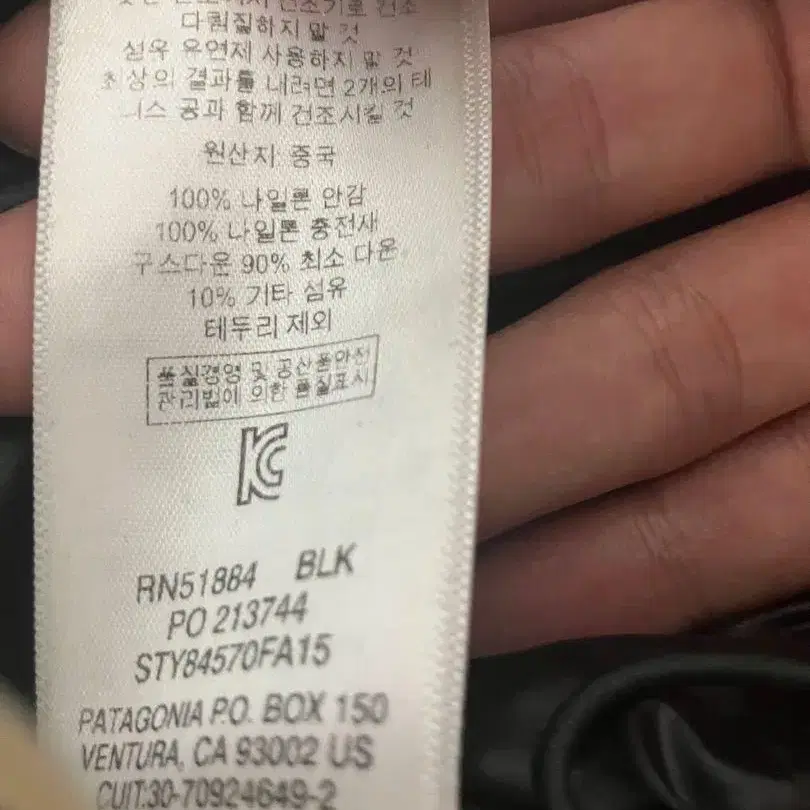 다림질하지 말 것
섬유 유연제 사용하지 말 것
최상의 결과를 내려면 2개의 테
니스 공과 함께 건조시킬 것
원산지 중국
100% 나일론 안감
100% 나일론 충전재
구스다운 90% 최소 다운
10% 기타 섬유
테두리 제외
품질경영 및 공산품안전
관리법에 의한 품질표시
RN51884 BLK
PO 213744
STY84570FA15
PATAGONIA P.O. BOX 150
VENTURA, CA 93002 US
CUIT:30-70924649-2